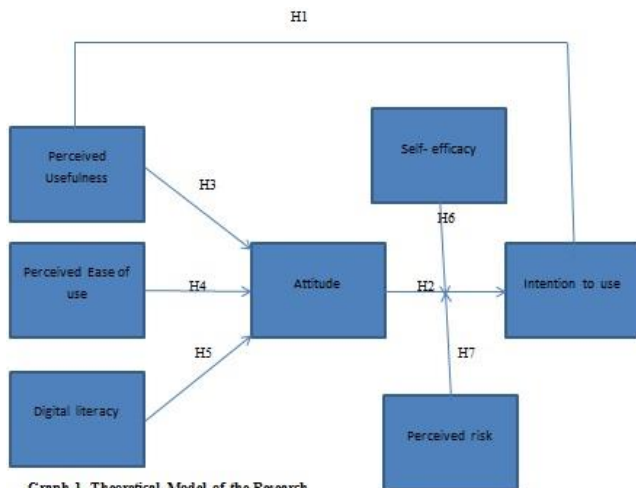 H1
Perceived
Usefulness
Self- efficacy
H3
H6
Perceived Ease of
use
H4
Attitude
H2
Intention to use
H5
H7
Digital literacy
Perceived risk
Graph 1. Theoretical Model of the Research